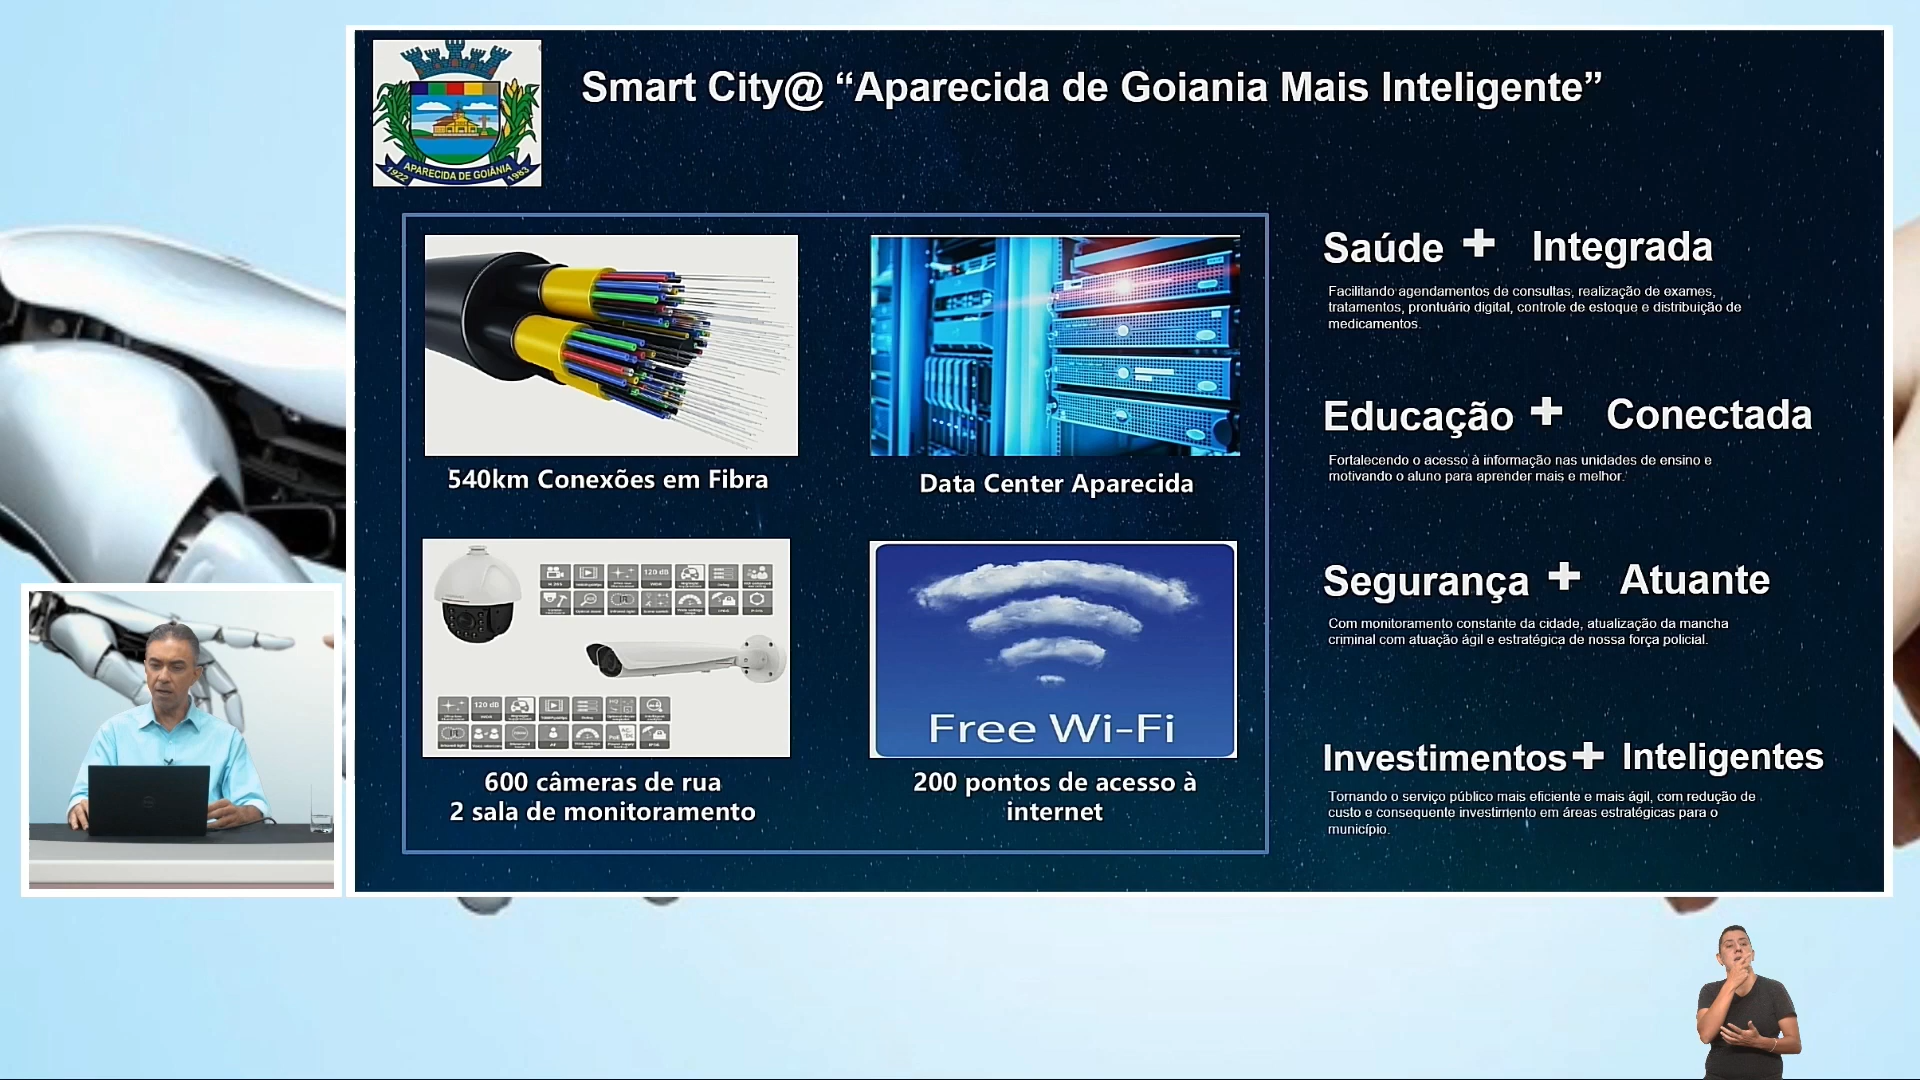 Smart City@ “Aparecida de Goiania Mais Inteligente”
1922 APARECIDA DE GOIÂNIA 1963
540km Conexões em Fibra
Data Center Aparecida
120 dB
120 dB
600 câmeras de rua
2 sala de monitoramento
Free Wi-Fi
200 pontos de acesso à
internet
Saúde + Integrada
Facilitando agendamentos de consultas, realização de exames,
tratamentos, prontuário digital, controle de estoque e distribuição de
medicamentos.
Educação + Conectada
Fortalecendo o acesso à informação nas unidades de ensino e
motivando o aluno para aprender mais e melhor.
Segurança + Atuante
Com monitoramento constante da cidade, atualização da mancha
criminal com atuação ágil e estratégica de nossa força policial.
Investimentos + Inteligentes
Tornando o serviço público mais eficiente e mais ágil, com redução de
custo e consequente investimento em áreas estratégicas para o
município.